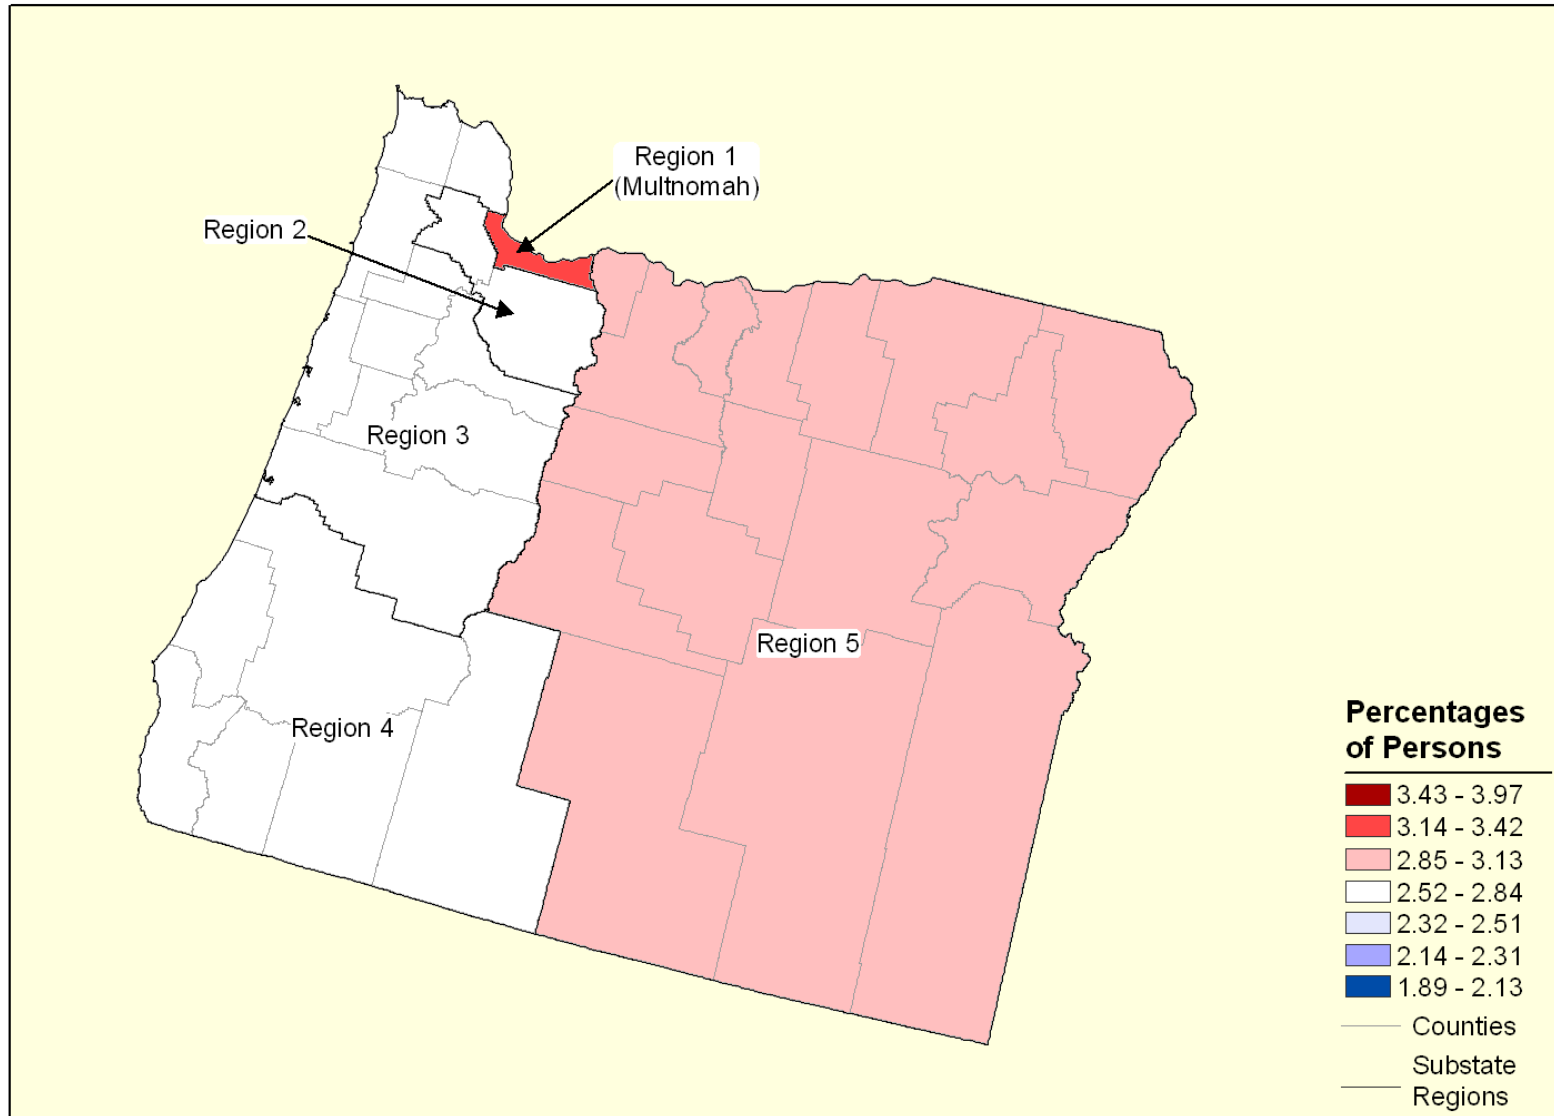 Region 1
(Multnomah)
Region 2
Region 3
Region 5
Region 4
Percentages
of Persons
3.43 - 3.97
3.14 - 3.42
2.85 - 3.13
2.52 - 2.84
2.32 - 2.51
2.14 - 2.31
1.89 - 2.13
Counties
Substate
Regions